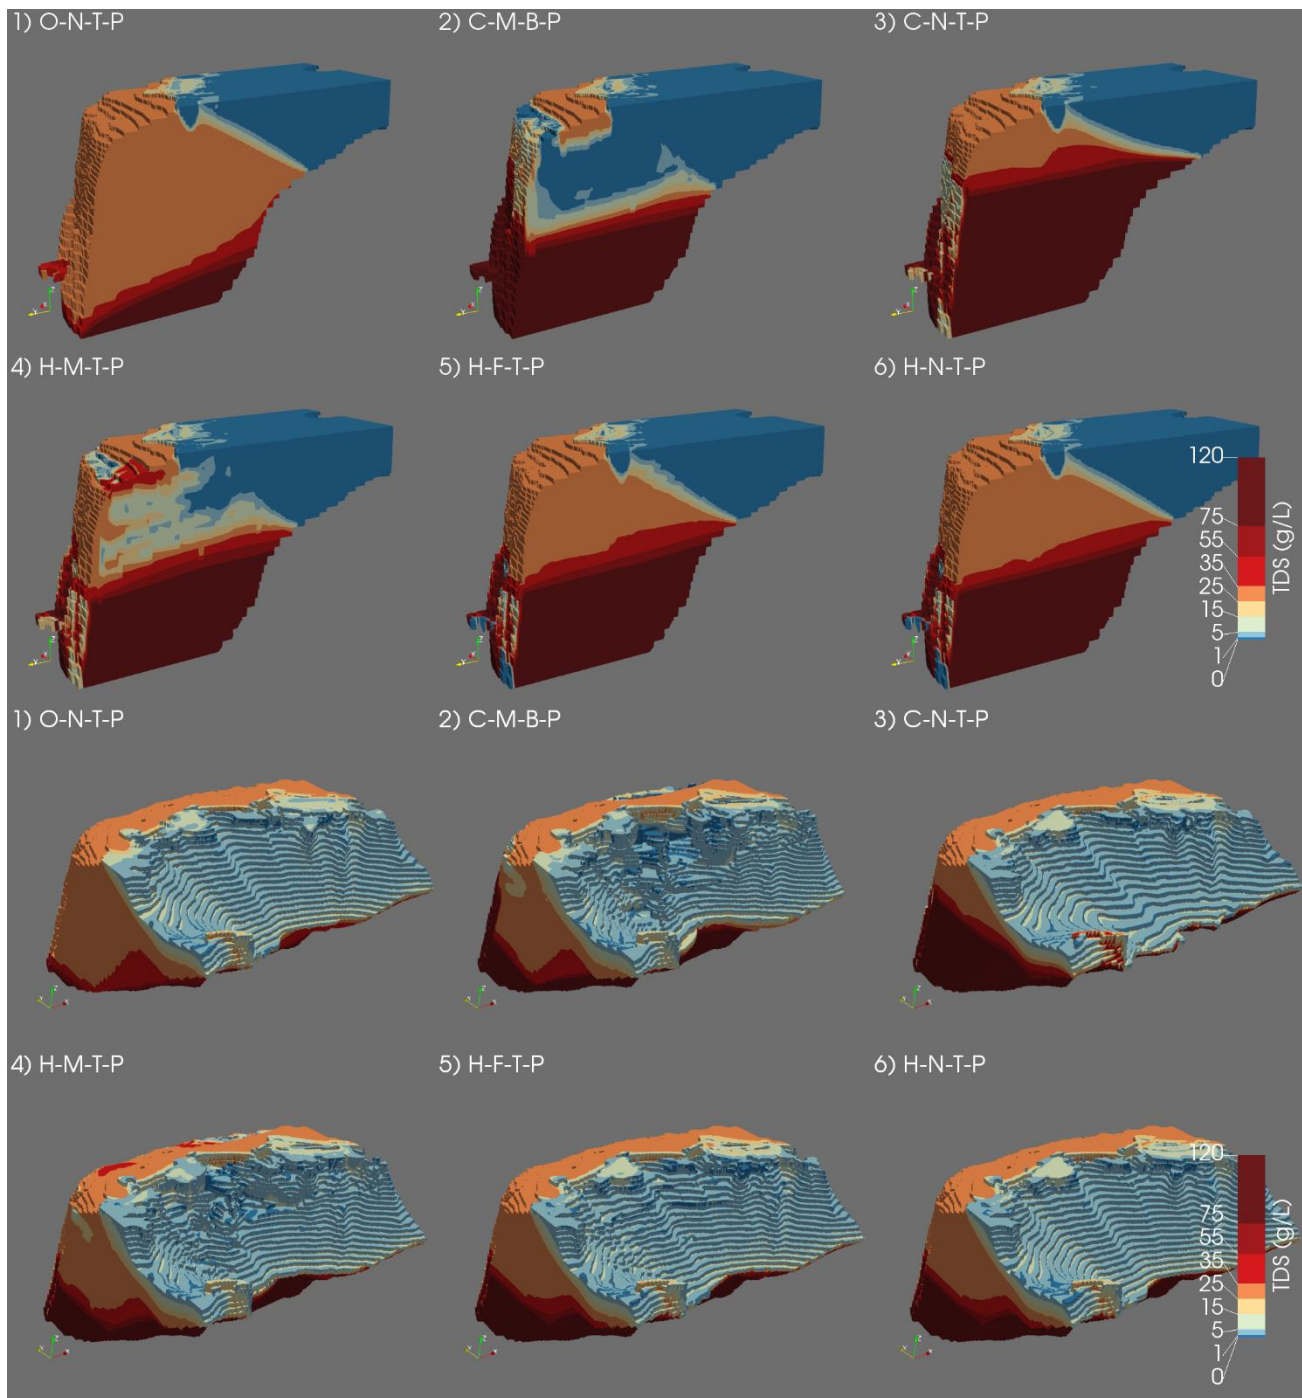 1) O-N-T-P
2) C-M-B-P
3) C-N-T-P
4) H-M-T-P
5) H-F-T-P
6) H-N-T-P
120
75
55
35
25
15
5
1
0
TDS (g/L)
1) O-N-T-P
2) C-M-B-P
3) C-N-T-P
4) H-M-T-P
5) H-F-T-P
6) H-N-T-P
120
75
55
35
25
15
5
1
0
TDS (g/L)